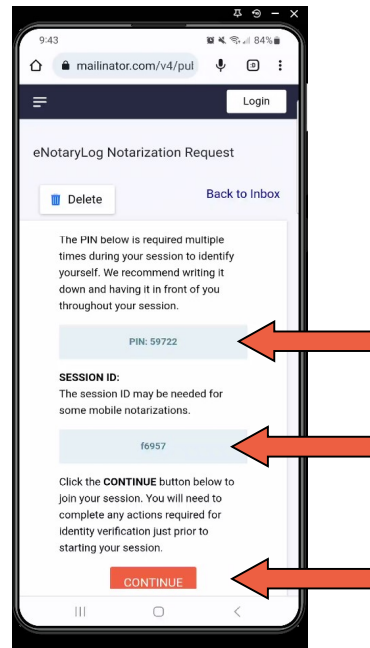 9:43
84%
mailinator.com/v4/pul
Login
eNotaryLog Notarization Request
Delete
Back to Inbox
The PIN below is required multiple
times during your session to identify
yourself. We recommend writing it
down and having it in front of you
throughout your session.
PIN: 59722
SESSION ID:
The session ID may be needed for
some mobile notarizations.
f6957
Click the CONTINUE button below to
join your session. You will need to
complete any actions required for
identity verification just prior to
starting your session.
CONTINUE